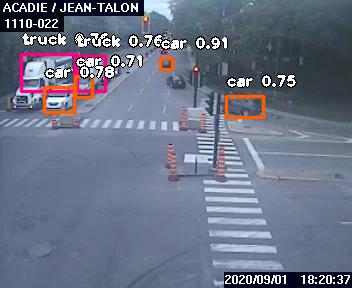 ACADIE / JEAN-TALON
1110-022
truck 0.76
car 0.91
car 0.71
car 0.78
car 0.75
2020/09/01 18:20:37